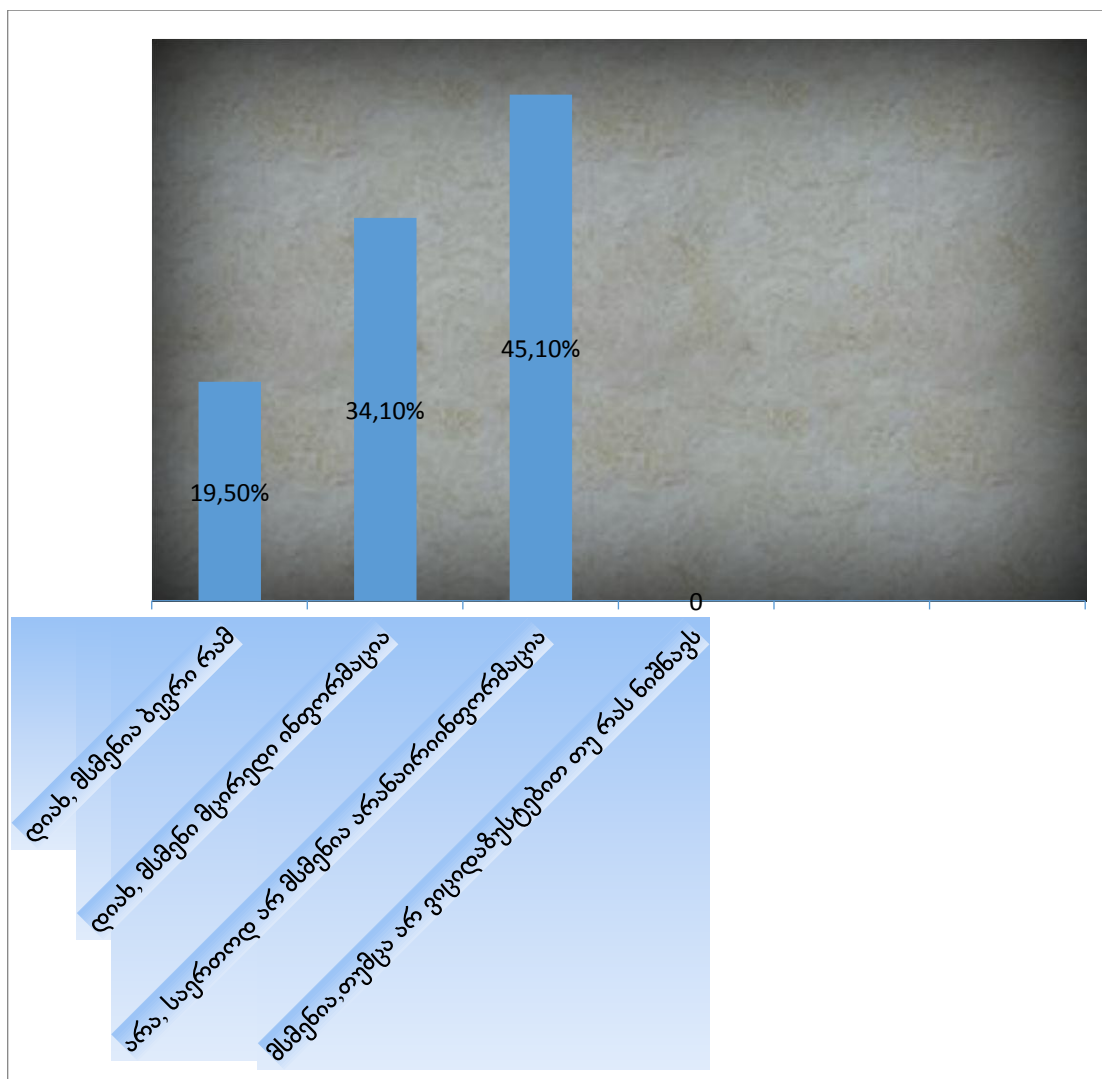 45,10%
34,10%
19,50%
0
დიახ, მსმენია ბევრი რამ
დიახ, მსმენი მცირედი ინფორმაცია
არა, საერთოდ არ მსმენია არანაირიინფორმაცია
მსმენია,თუმცა არ ვიციდაზუსტებით თუ რას ნიშნავს